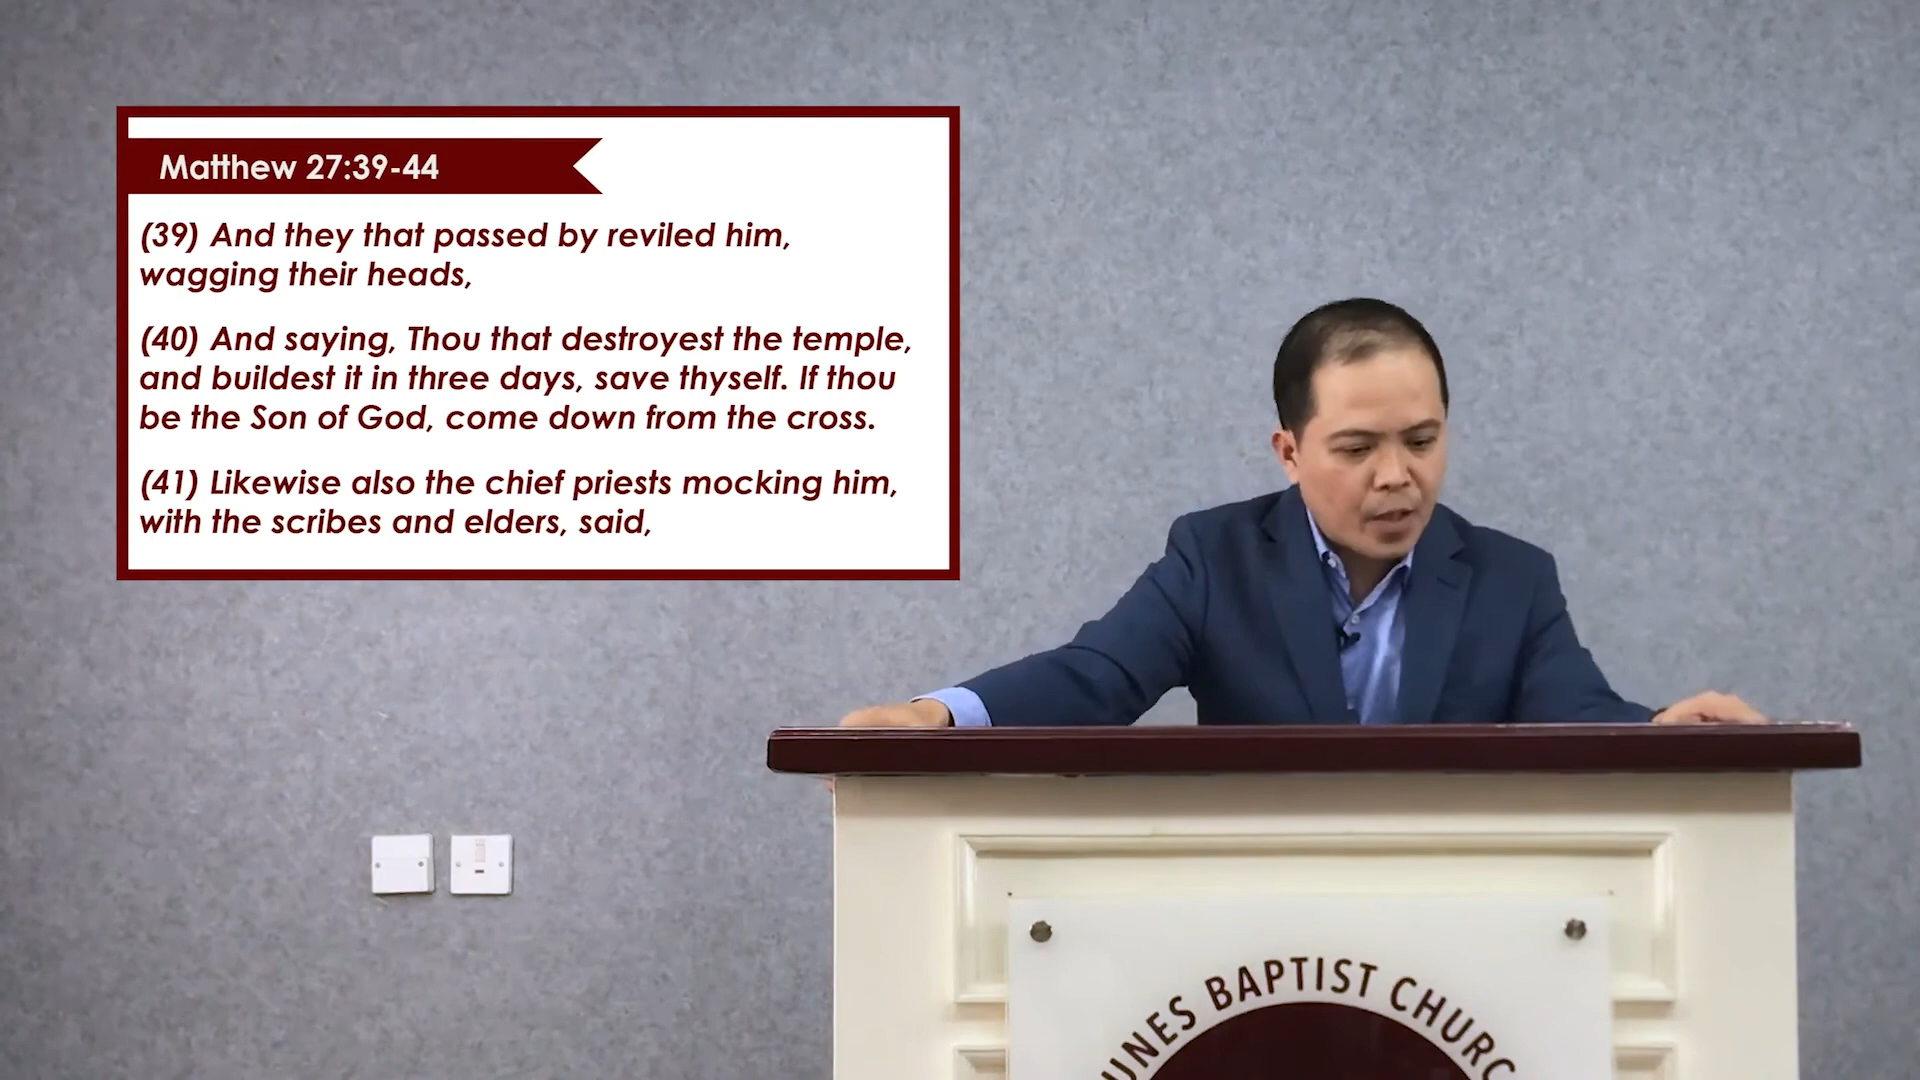 Matthew 27:39-44
(39) And they that passed by reviled him,
wagging their heads,
(40) And saying, Thou that destroyest the temple,
and buildest it in three days, save thyself. If thou
be the Son of God, come down from the cross.
(41) Likewise also the chief priests mocking him,
with the scribes and elders, said,
BAPTIST CHURCH